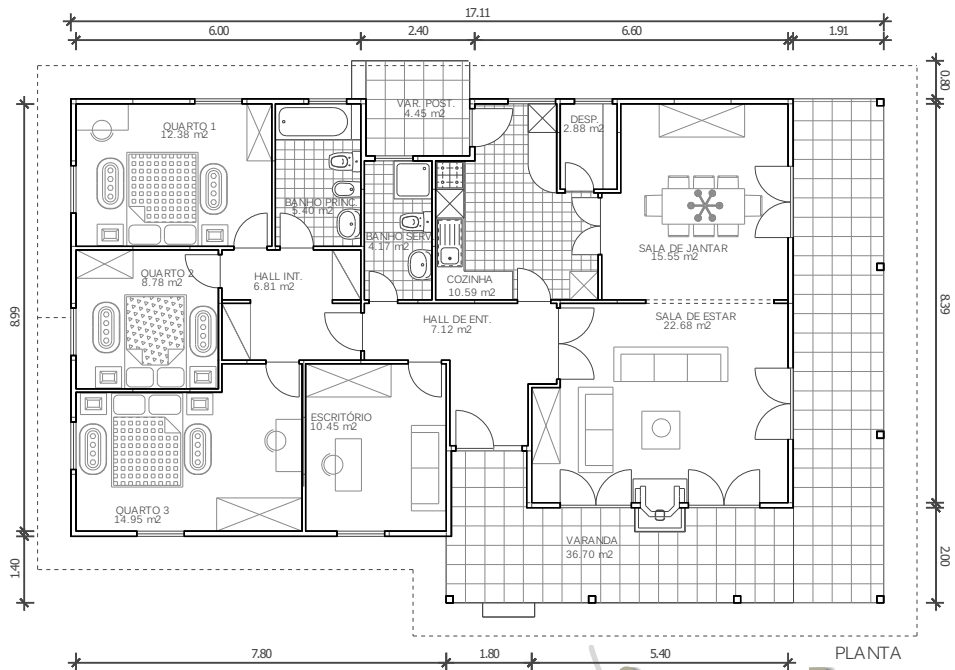 17.11
6.00
2.40
6.60
1.91
0.80
VAR. POST.
4.45 m2
QUARTO 1
12.38 m2
DESP.
2.88 m2
BANHO PRINC.
5.40 m2
BANHO SERV.
4.17 m2
SALA DE JANTAR
15.55 m2
QUARTO 2
8.78 m2
HALL INT.
6.81 m2
COZINHA
10.59 m2
8.99
8.39
HALL DE ENT.
7.12 m2
SALA DE ESTAR
22.68 m2
ESCRITÓRIO
10.45 m2
QUARTO 3
14.95 m2
VARANDA
36.70 m2
1.40
2.00
7.80
1.80
5.40
PLANTA